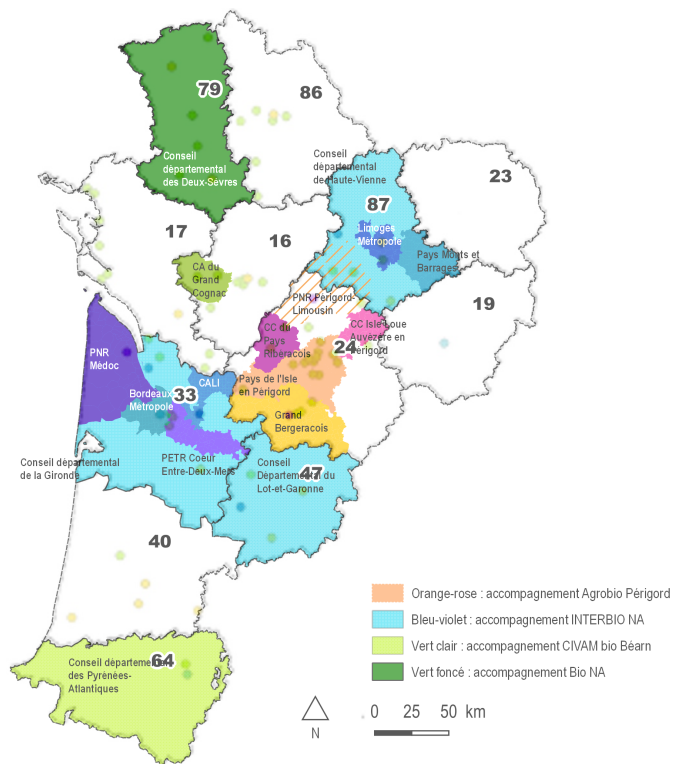 79
86
Conseil
départemental
des Deux-Sèvres
Conseil
départemental
de Haute-Vienne
23
87
17
16
Limoges
Métropole
Pays Monts et
Barrages
CA du
Grand
Cognac
PNR Périgord-
Limousin
19
CC du
Pays
Ribéracois
CC Isle-Loue
Auvézère en
Périgord
24
PNR
Médoc
CALI
33
Bordeaux
Métropole
Pays de l'Isle
en Périgord
Grand
Bergeracois
Conseil départemental
de la Gironde
PETR Coeur
Entre-Deux-Mers
Conseil
Départemental du
Lot-et-Garonne
47
40
Conseil départemental
des Pyrénées-
Atlantiques
64
Orange-rose : accompagnement Agrobio Périgord
Bleu-violet : accompagnement INTERBIO NA
Vert clair : accompagnement CIVAM bio Béarn
Vert foncé : accompagnement Bio NA
N
0 25 50 km